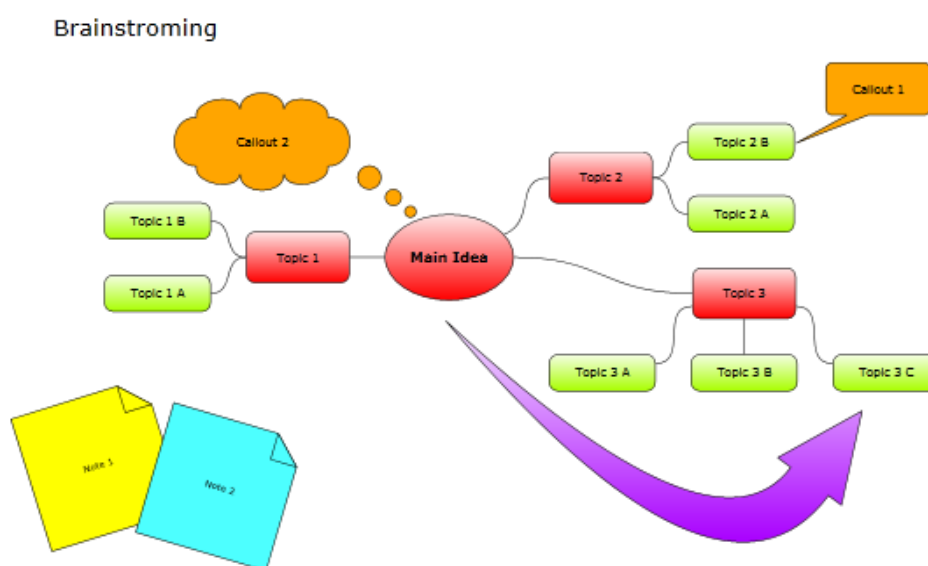 Brainstroming
Callout 1
Callout 2
Topic 2 B
Topic 2
Topic 2 A
Topic 1 B
Topic 1
Main Idea
Topic 1 A
Topic 3
Topic 3 A
Topic 3 B
Topic 3 C
Note 1
Note 2